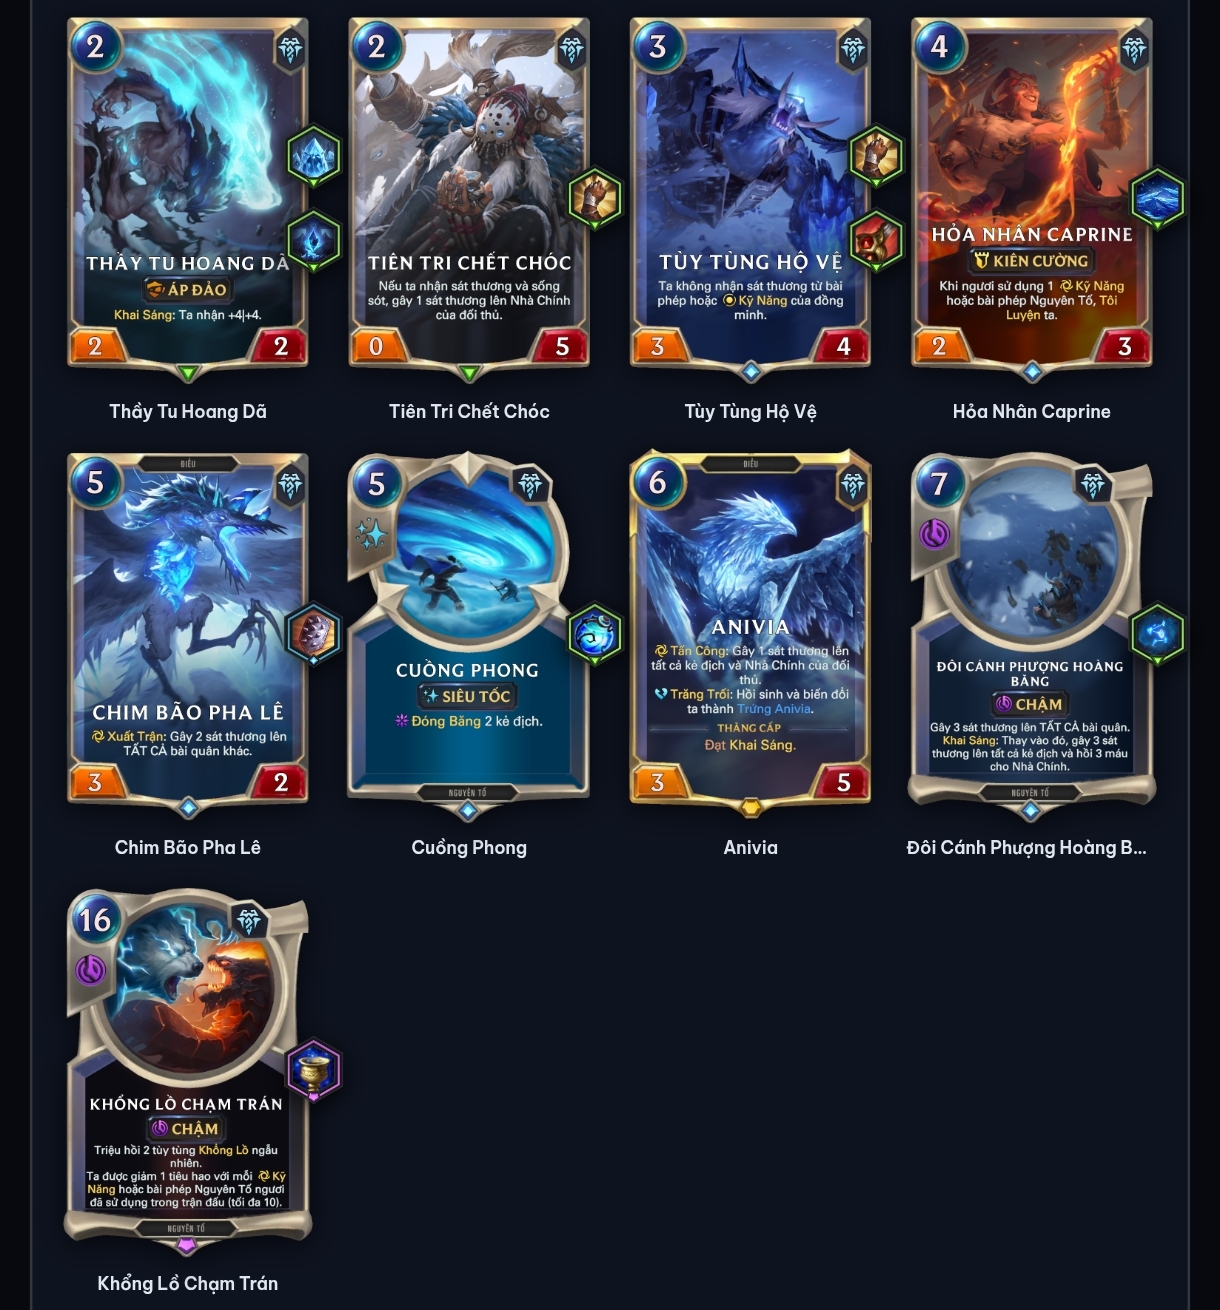 2
THẦY TU HOANG DÃ
ÁP ĐẢO
Khai Sáng: Ta nhận +4|+4.
2
2
Thầy Tu Hoang Dã
2
TIÊN TRI CHẾT CHÓC
Nếu ta nhận sát thương và sống
sót, gây 1 sát thương lên Nhà Chính
của đối thủ.
0
5
Tiên Tri Chết Chóc
3
TÙY TÙNG HỘ VỆ
Ta không nhận sát thương từ bài
phép hoặc Kỹ Năng của đồng
minh.
3
4
Tùy Tùng Hộ Vệ
4
HỎA NHÂN CAPRINE
KIÊN CƯỜNG
Khi ngươi sử dụng 1 Kỹ Năng
hoặc bài phép Nguyên Tố, Tôi
Luyện ta.
2
3
Hỏa Nhân Caprine
5
ĐIỂU
CHIM BÃO PHA LÊ
Xuất Trận: Gây 2 sát thương lên
TẤT CẢ bài quân khác.
3
2
Chim Bão Pha Lê
5
CUỒNG PHONG
SIÊU TỐC
Đóng Băng 2 kẻ địch.
NGUYÊN TỐ
Cuồng Phong
6
ĐIỂU
ANIVIA
Tấn Công: Gây 1 sát thương lên
tất cả kẻ địch và Nhà Chính của đối
thủ.
Trăng Trối: Hồi sinh và biến đổi
ta thành Trứng Anivia.
THĂNG CẤP
Đạt Khai Sáng.
3
5
Anivia
7
ĐÔI CÁNH PHƯỢNG HOÀNG
BĂNG
CHẬM
Gây 3 sát thương lên TẤT CẢ bài quân.
Khai Sáng: Thay vào đó, gây 3 sát
thương lên tất cả kẻ địch và hồi 3 máu
cho Nhà Chính.
NGUYÊN TỐ
Đôi Cánh Phượng Hoàng B...
16
KHỔNG LỒ CHẠM TRÁN
CHẬM
Triệu hồi 2 tùy tùng Khổng Lồ ngẫu
nhiên.
Ta được giảm 1 tiêu hao với mỗi Kỹ
Năng hoặc bài phép Nguyên Tố ngươi
đã sử dụng trong trận đấu (tối đa 10).
NGUYÊN TỐ
Khổng Lồ Chạm Trán